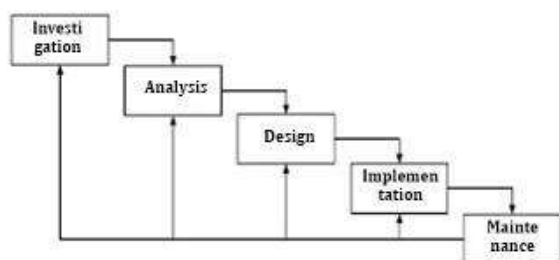 Investi
gation
Analysis
Design
Implemen
tation
Mainte
nance